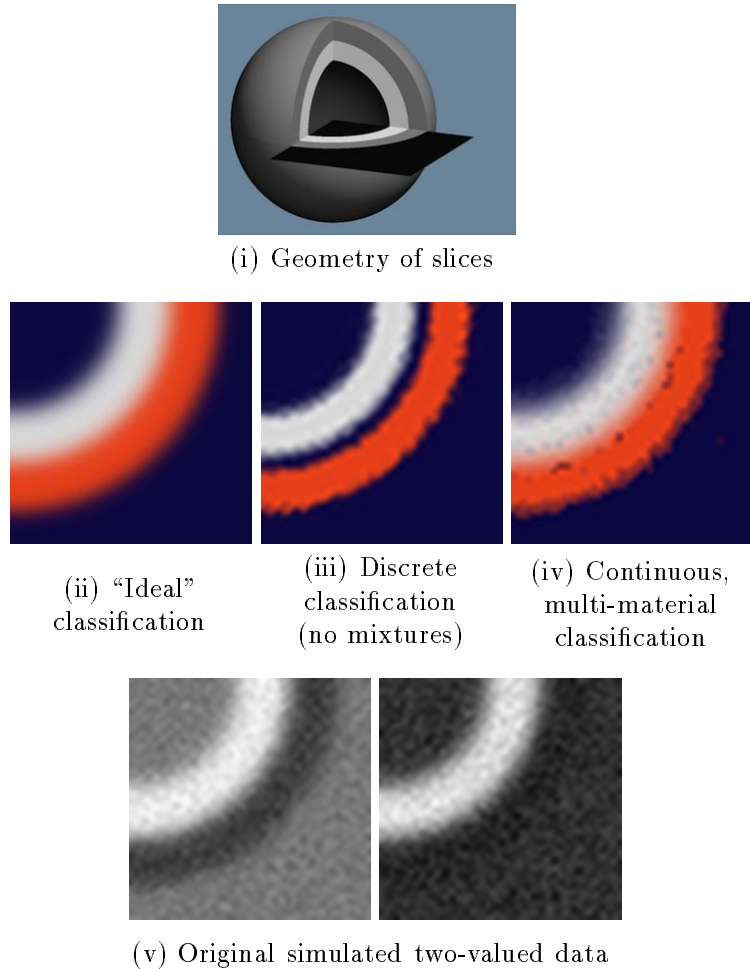 (i) Geometry of slices
(ii) “Ideal”
classification
(iii) Discrete
classification
(no mixtures)
(iv) Continuous,
multi-material
classification
(v) Original simulated two-valued data